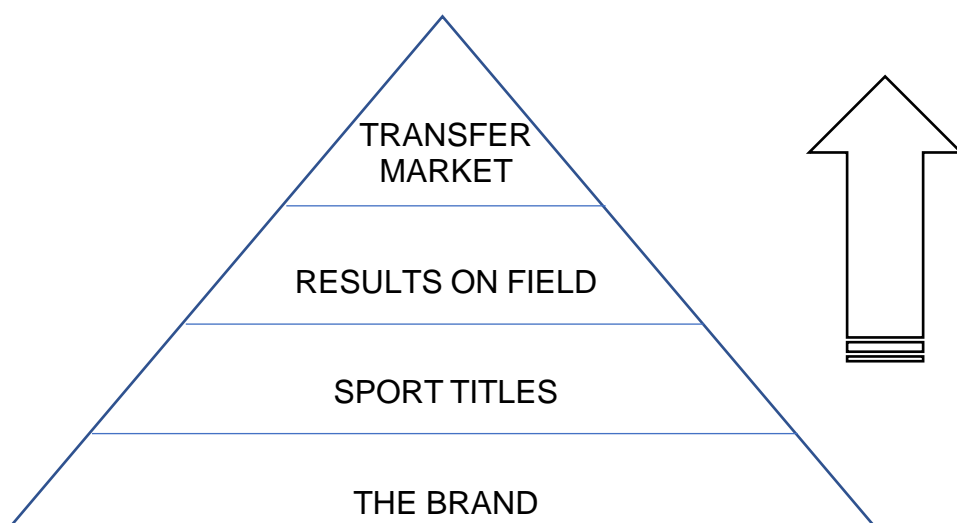 TRANSFER
MARKET
RESULTS ON FIELD
SPORT TITLES
THE BRAND